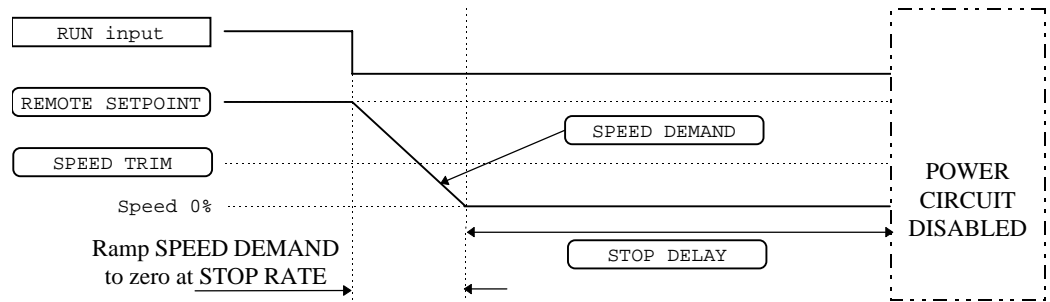 RUN input
REMOTE SETPOINT
SPEED DEMAND
SPEED TRIM
POWER
CIRCUIT
DISABLED
Speed 0%
Ramp SPEED DEMAND
to zero at STOP RATE
STOP DELAY